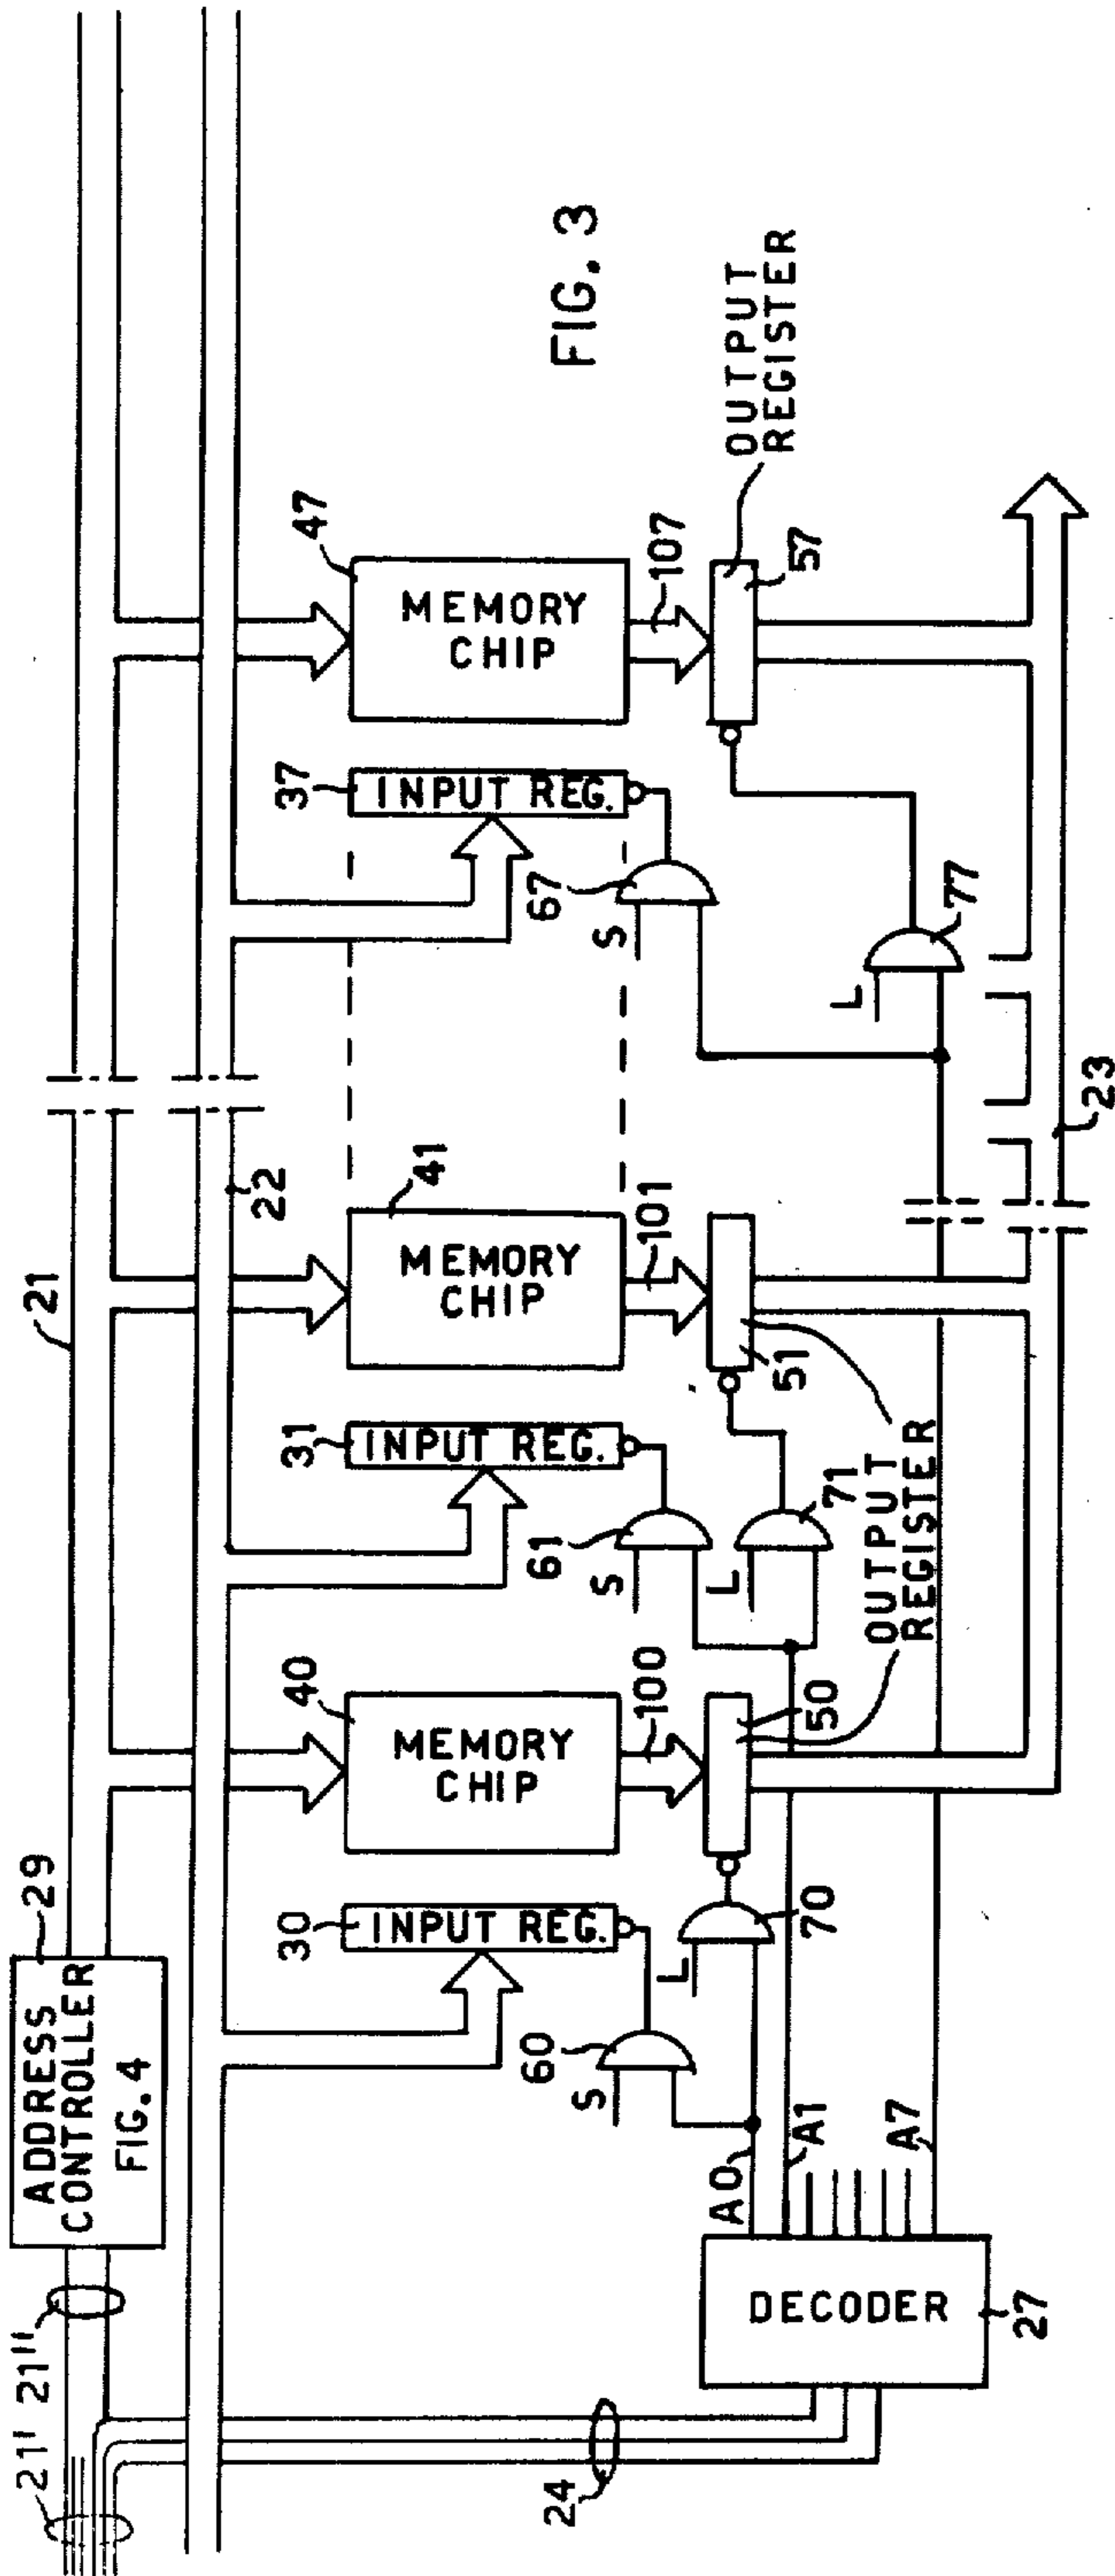 21'
21"
ADDRESS
CONTROLLER
FIG. 4
29
21
22
24
30
INPUT REG.
40
MEMORY
CHIP
31
INPUT REG.
41
MEMORY
CHIP
37
INPUT REG.
47
MEMORY
CHIP
FIG. 3
60
S
100
61
S
101
67
S
107
L
70
50
L
71
51
L
77
57
OUTPUT
REGISTER
OUTPUT
REGISTER
A0
A1
A7
DECODER
27
23